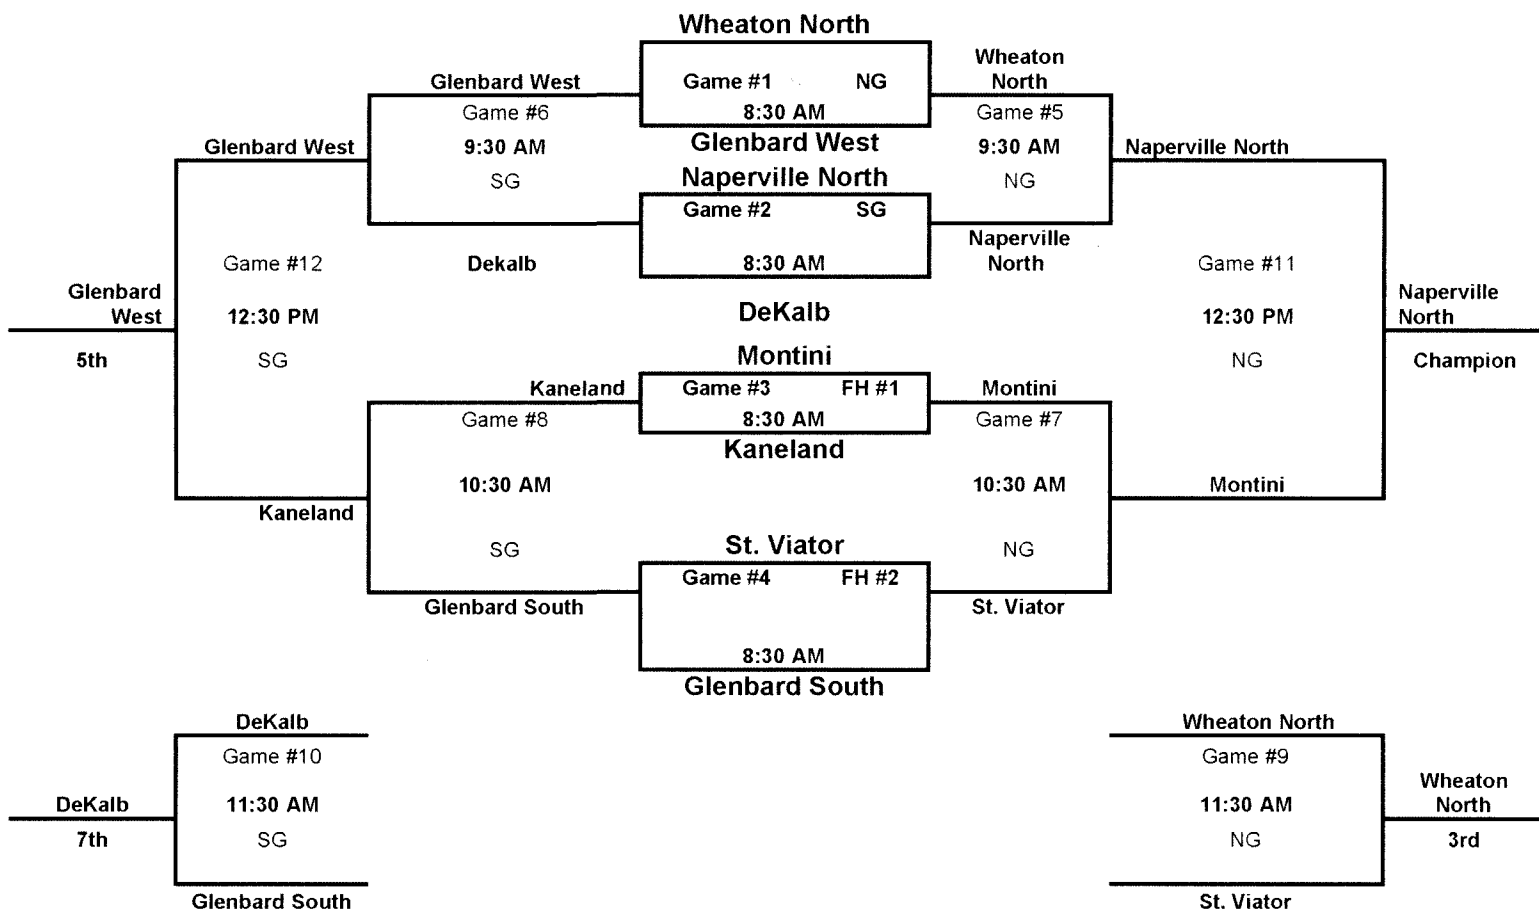 Wheaton North
Glenbard West
Game #1 NG
Wheaton
North
Game #6
8:30 AM
Game #5
Glenbard West
9:30 AM
Glenbard West
9:30 AM
Naperville North
SG
Naperville North
NG
Game #2 SG
Game #12
Dekalb
8:30 AM
Naperville
North
Game #11
Glenbard
West
12:30 PM
DeKalb
12:30 PM
Naperville
North
5th
SG
Montini
NG
Champion
Kaneland
Game #3 FH #1
Montini
Game #8
8:30 AM
Game #7
Kaneland
10:30 AM
10:30 AM
Montini
Kaneland
SG
St. Viator
NG
Game #4 FH #2
Glenbard South
St. Viator
8:30 AM
Glenbard South
DeKalb
Wheaton North
Game #10
Game #9
DeKalb
11:30 AM
11:30 AM
Wheaton
North
7th
SG
NG
3rd
Glenbard South
St. Viator